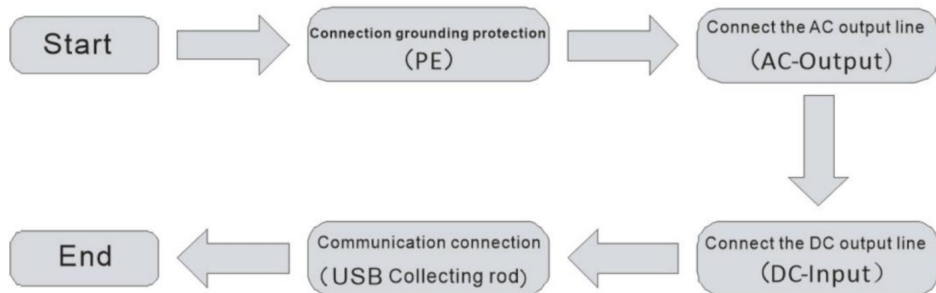 Start
Connection grounding protection
（PE）
Connect the AC output line
（AC-Output）
Connect the DC output line
（DC-Input）
Communication connection
（USB Collecting rod）
End